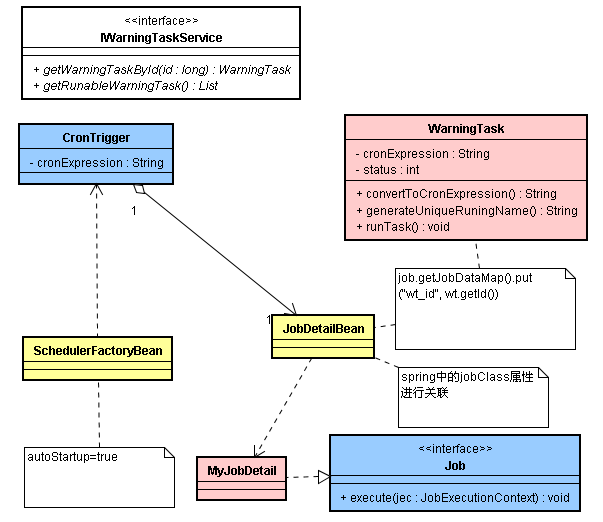 <<interface>>
IWarningTaskService
+ getWarningTaskById(id : long) : WarningTask
+ getRunableWarningTask() : List
CronTrigger
- cronExpression : String
WarningTask
- cronExpression : String
- status : int
+ convertToCronExpression() : String
+ generateUniqueRuningName() : String
+ runTask() : void
1
job.getJobDataMap().put
("wt_id", wt.getId())
1
JobDetailBean
SchedulerFactoryBean
spring中的jobClass属性
进行关联
autoStartup=true
MyJobDetail
<<interface>>
Job
+ execute(jec : JobExecutionContext) : void